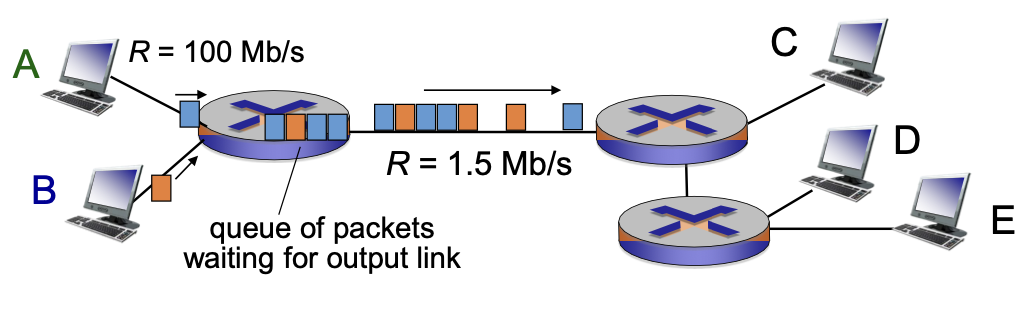 A
R = 100 Mb/s
C
R = 1.5 Mb/s
D
B
E
queue of packets
waiting for output link